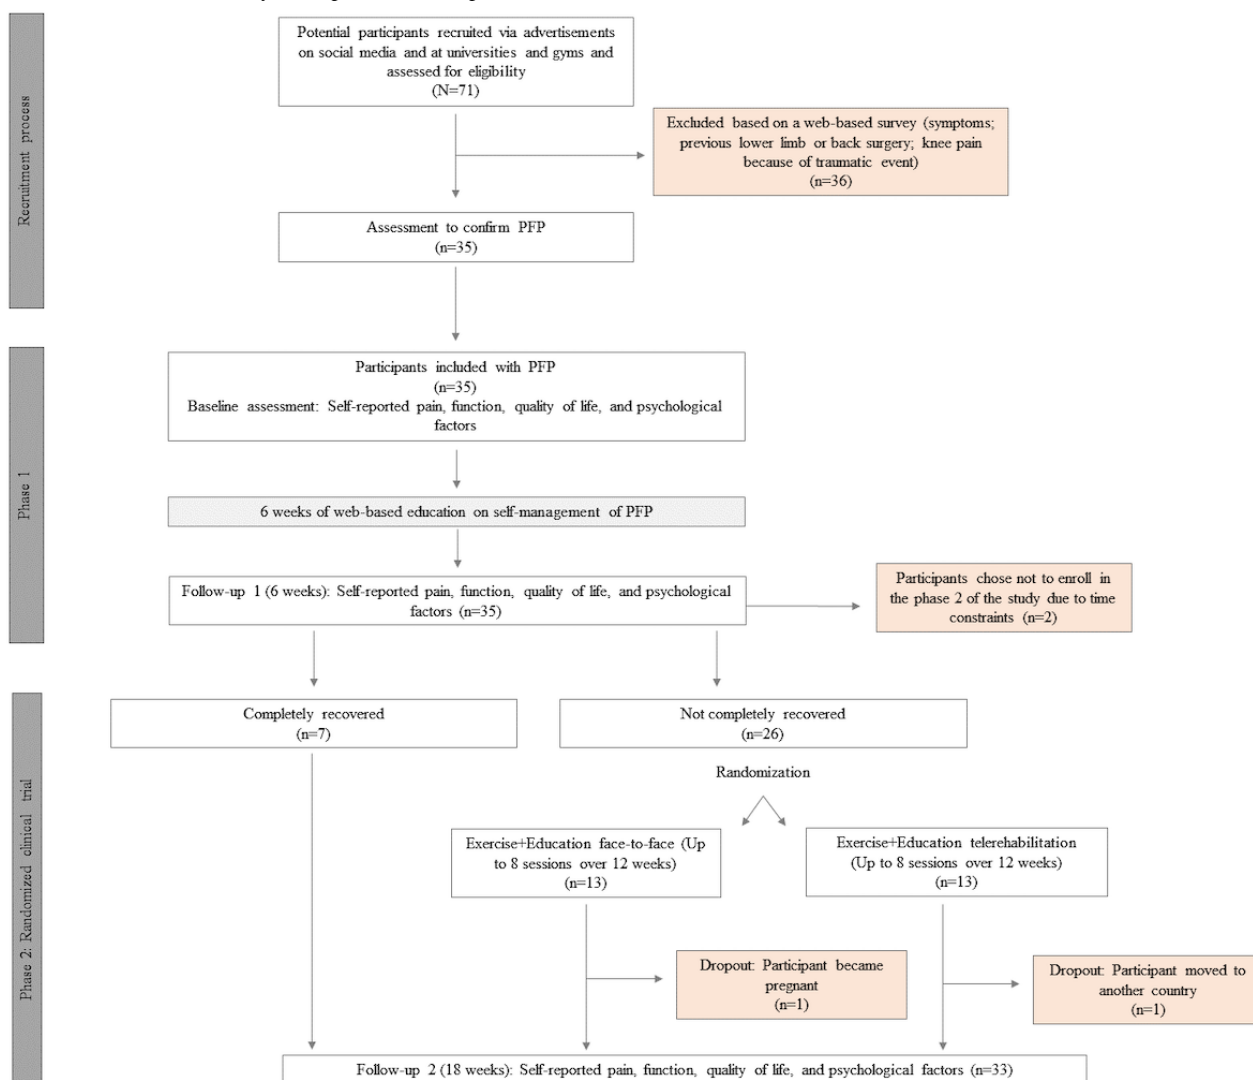 Recruitment process
Potential participants recruited via advertisements
on social media and at universities and gyms and
assessed for eligibility
(N=71)
Excluded based on a web-based survey (symptoms;
previous lower limb or back surgery; knee pain
because of traumatic event)
(n=36)
Assessment to confirm PFP
(n=35)
Phase 1
Participants included with PFP
(n=35)
Baseline assessment: Self-reported pain, function, quality of life, and psychological
factors
6 weeks of web-based education on self-management of PFP
Follow-up 1 (6 weeks): Self-reported pain, function, quality of life, and psychological
factors (n=35)
Participants chose not to enroll in
the phase 2 of the study due to time
constraints (n=2)
Phase 2: Randomized clinical trial
Completely recovered
(n=7)
Not completely recovered
(n=26)
Randomization
Exercise+Education face-to-face (Up
to 8 sessions over 12 weeks)
(n=13)
Exercise+Education telerehabilitation
(Up to 8 sessions over 12 weeks)
(n=13)
Dropout: Participant became
pregnant
(n=1)
Dropout: Participant moved to
another country
(n=1)
Follow-up 2 (18 weeks): Self-reported pain, function, quality of life, and psychological factors (n=33)